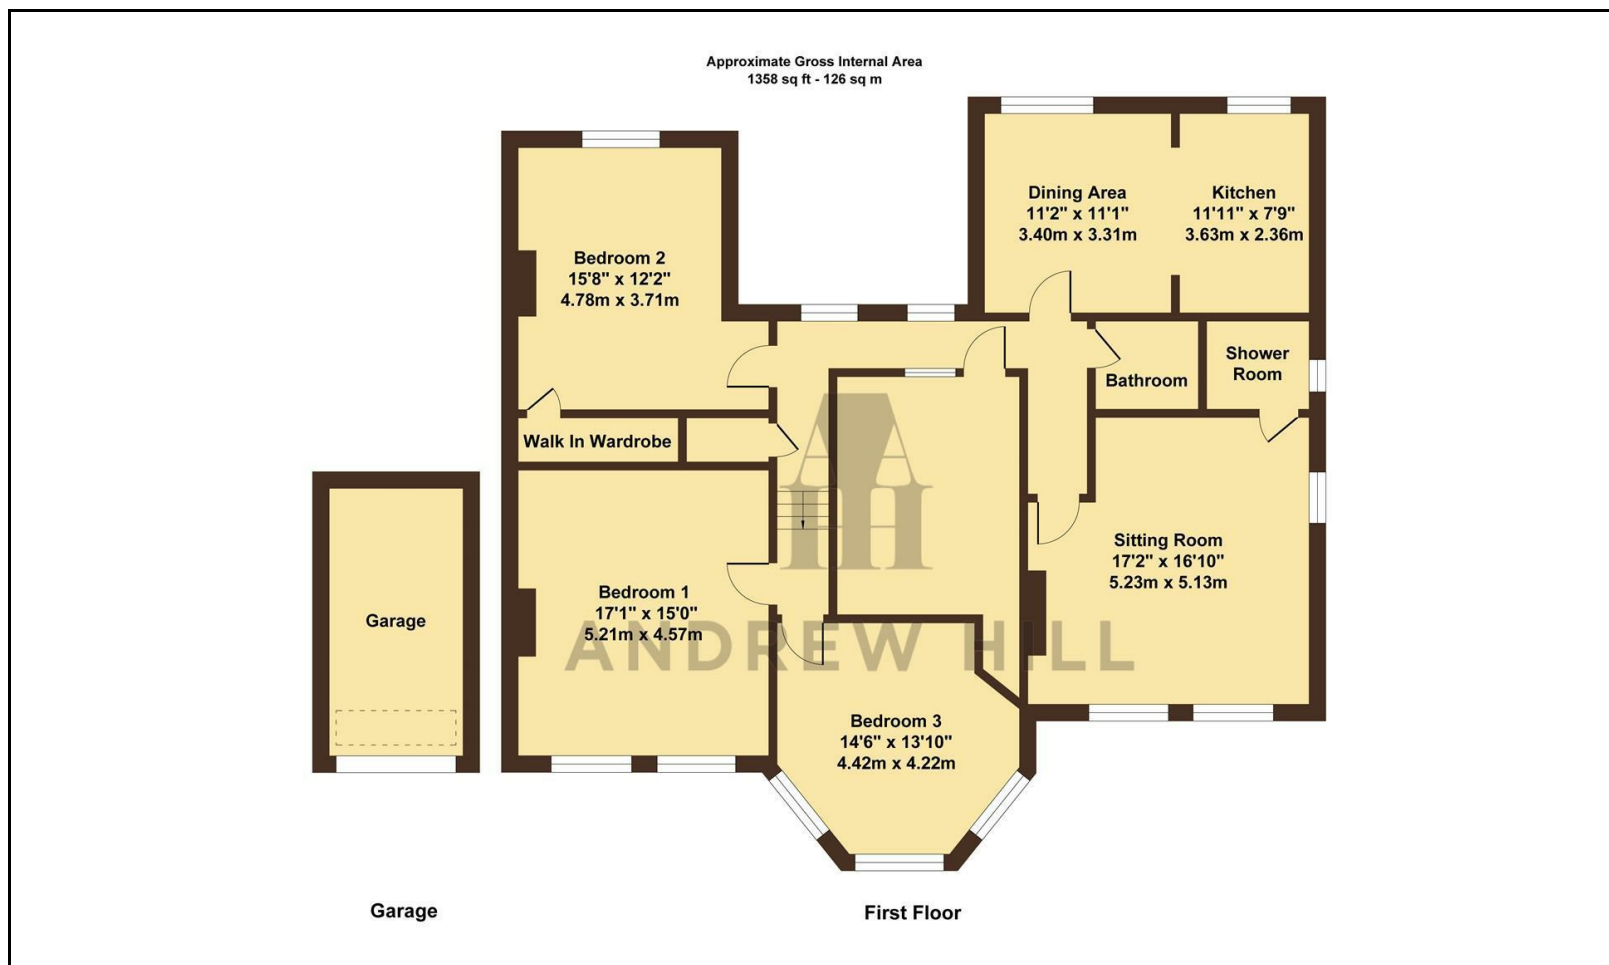 Approximate Gross Internal Area
1358 sq ft - 126 sq m
Dining Area
11'2" x 11'1"
3.40m x 3.31m
Kitchen
11'11" x 7'9"
3.63m x 2.36m
Bedroom 2
15'8" x 12'2"
4.78m x 3.71m
Shower
Room
Bathroom
Walk In Wardrobe
Sitting Room
17'2" x 16'10"
5.23m x 5.13m
Bedroom 1
17'1" x 15'0"
5.21m x 4.57m
Garage
AH
ANDREW HILL
Bedroom 3
14'6" x 13'10"
4.42m x 4.22m
Garage
First Floor